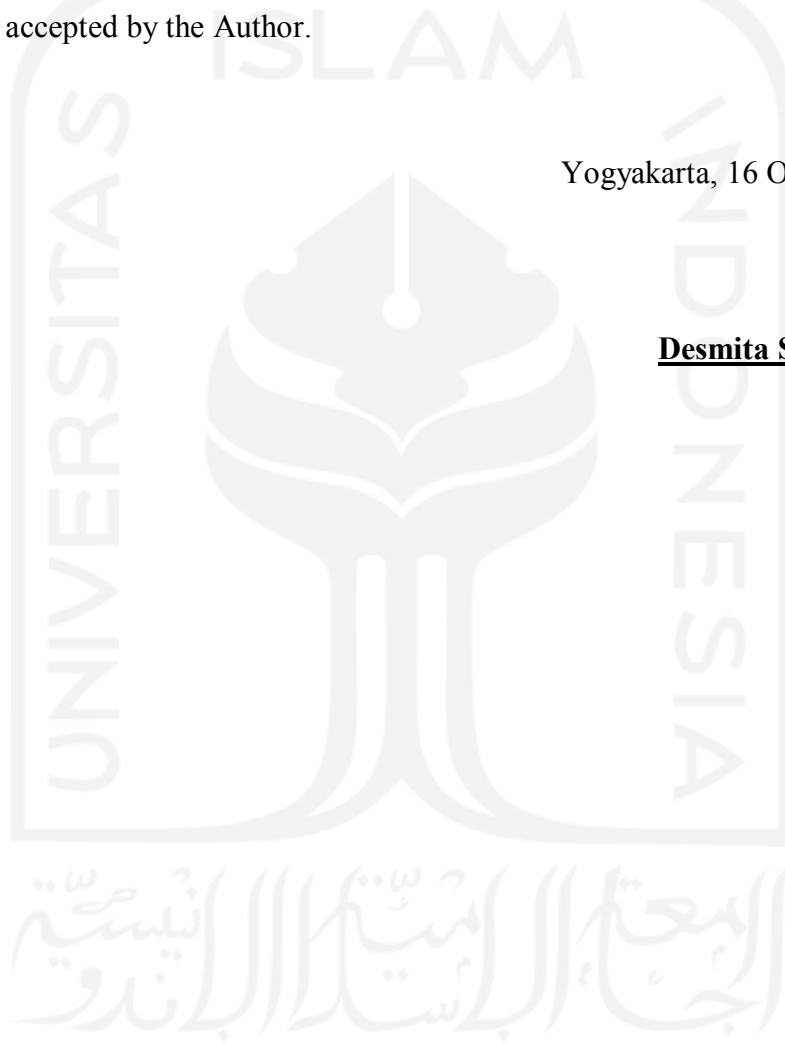 accepted by the Author.
ISLAM
Yogyakarta, 16 O
Desmita S
UNIVERSITAS
INDONESIA